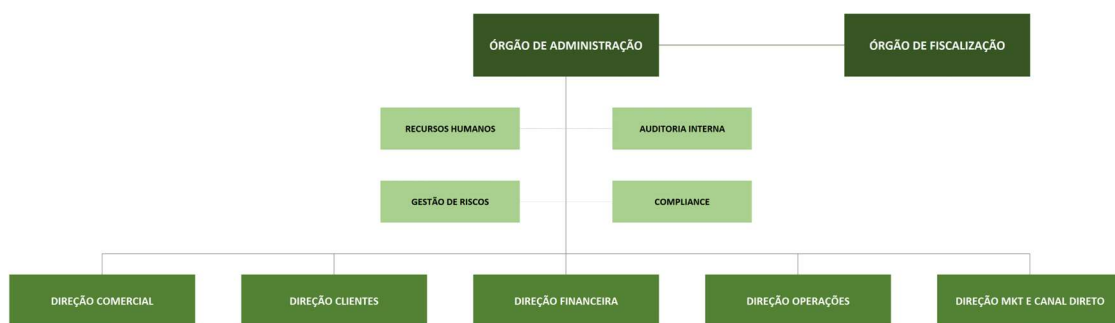 ÓRGÃO DE ADMINISTRAÇÃO
ÓRGÃO DE FISCALIZAÇÃO
RECURSOS HUMANOS
AUDITORIA INTERNA
GESTÃO DE RISCOS
COMPLIANCE
DIREÇÃO COMERCIAL
DIREÇÃO CLIENTES
DIREÇÃO FINANCEIRA
DIREÇÃO OPERAÇÕES
DIREÇÃO MKT E CANAL DIRETO